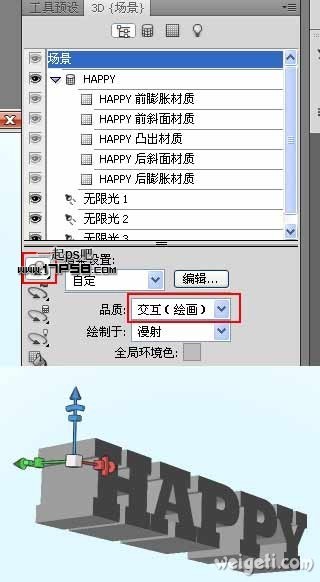 工具预设 3D {场景}
场景
HAPPY
HAPPY 前膨胀材质
HAPPY 前斜面材质
HAPPY 凸出材质
HAPPY 后斜面材质
HAPPY 后膨胀材质
无限光 1
无限光 2
无限光 3
一起ps吧
设置:
WWW.17PS8.COM
自定 编辑...
品质: 交互(绘画)
绘制于: 漫射
全局环境色:
HAPPY
weigeti.com